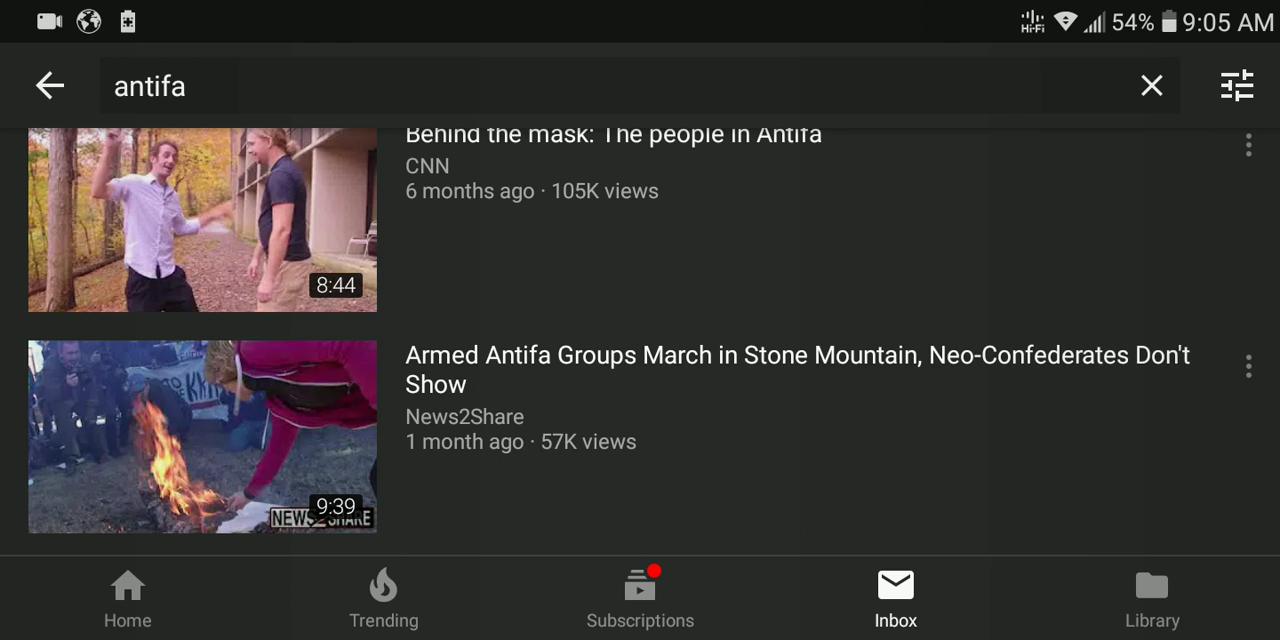 Hi-Fi 54% 9:05 AM
antifa
Behind the mask: The people in Antifa
CNN
6 months ago · 105K views
8:44
Armed Antifa Groups March in Stone Mountain, Neo-Confederates Don't
Show
News2Share
1 month ago · 57K views
9:39
NEWS2SHARE
Home Trending Subscriptions Inbox Library